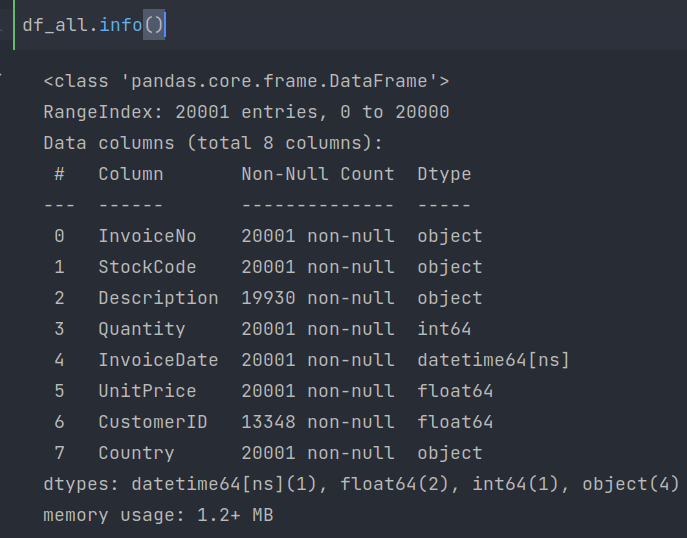 df_all.info()
<class 'pandas.core.frame.DataFrame'>
RangeIndex: 20001 entries, 0 to 20000
Data columns (total 8 columns):
 #   Column       Non-Null Count  Dtype
---  ------       --------------  -----
 0   InvoiceNo    20001 non-null  object
 1   StockCode    20001 non-null  object
 2   Description  19930 non-null  object
 3   Quantity     20001 non-null  int64
 4   InvoiceDate  20001 non-null  datetime64[ns]
 5   UnitPrice    20001 non-null  float64
 6   CustomerID   13348 non-null  float64
 7   Country      20001 non-null  object
dtypes: datetime64[ns](1), float64(2), int64(1), object(4)
memory usage: 1.2+ MB